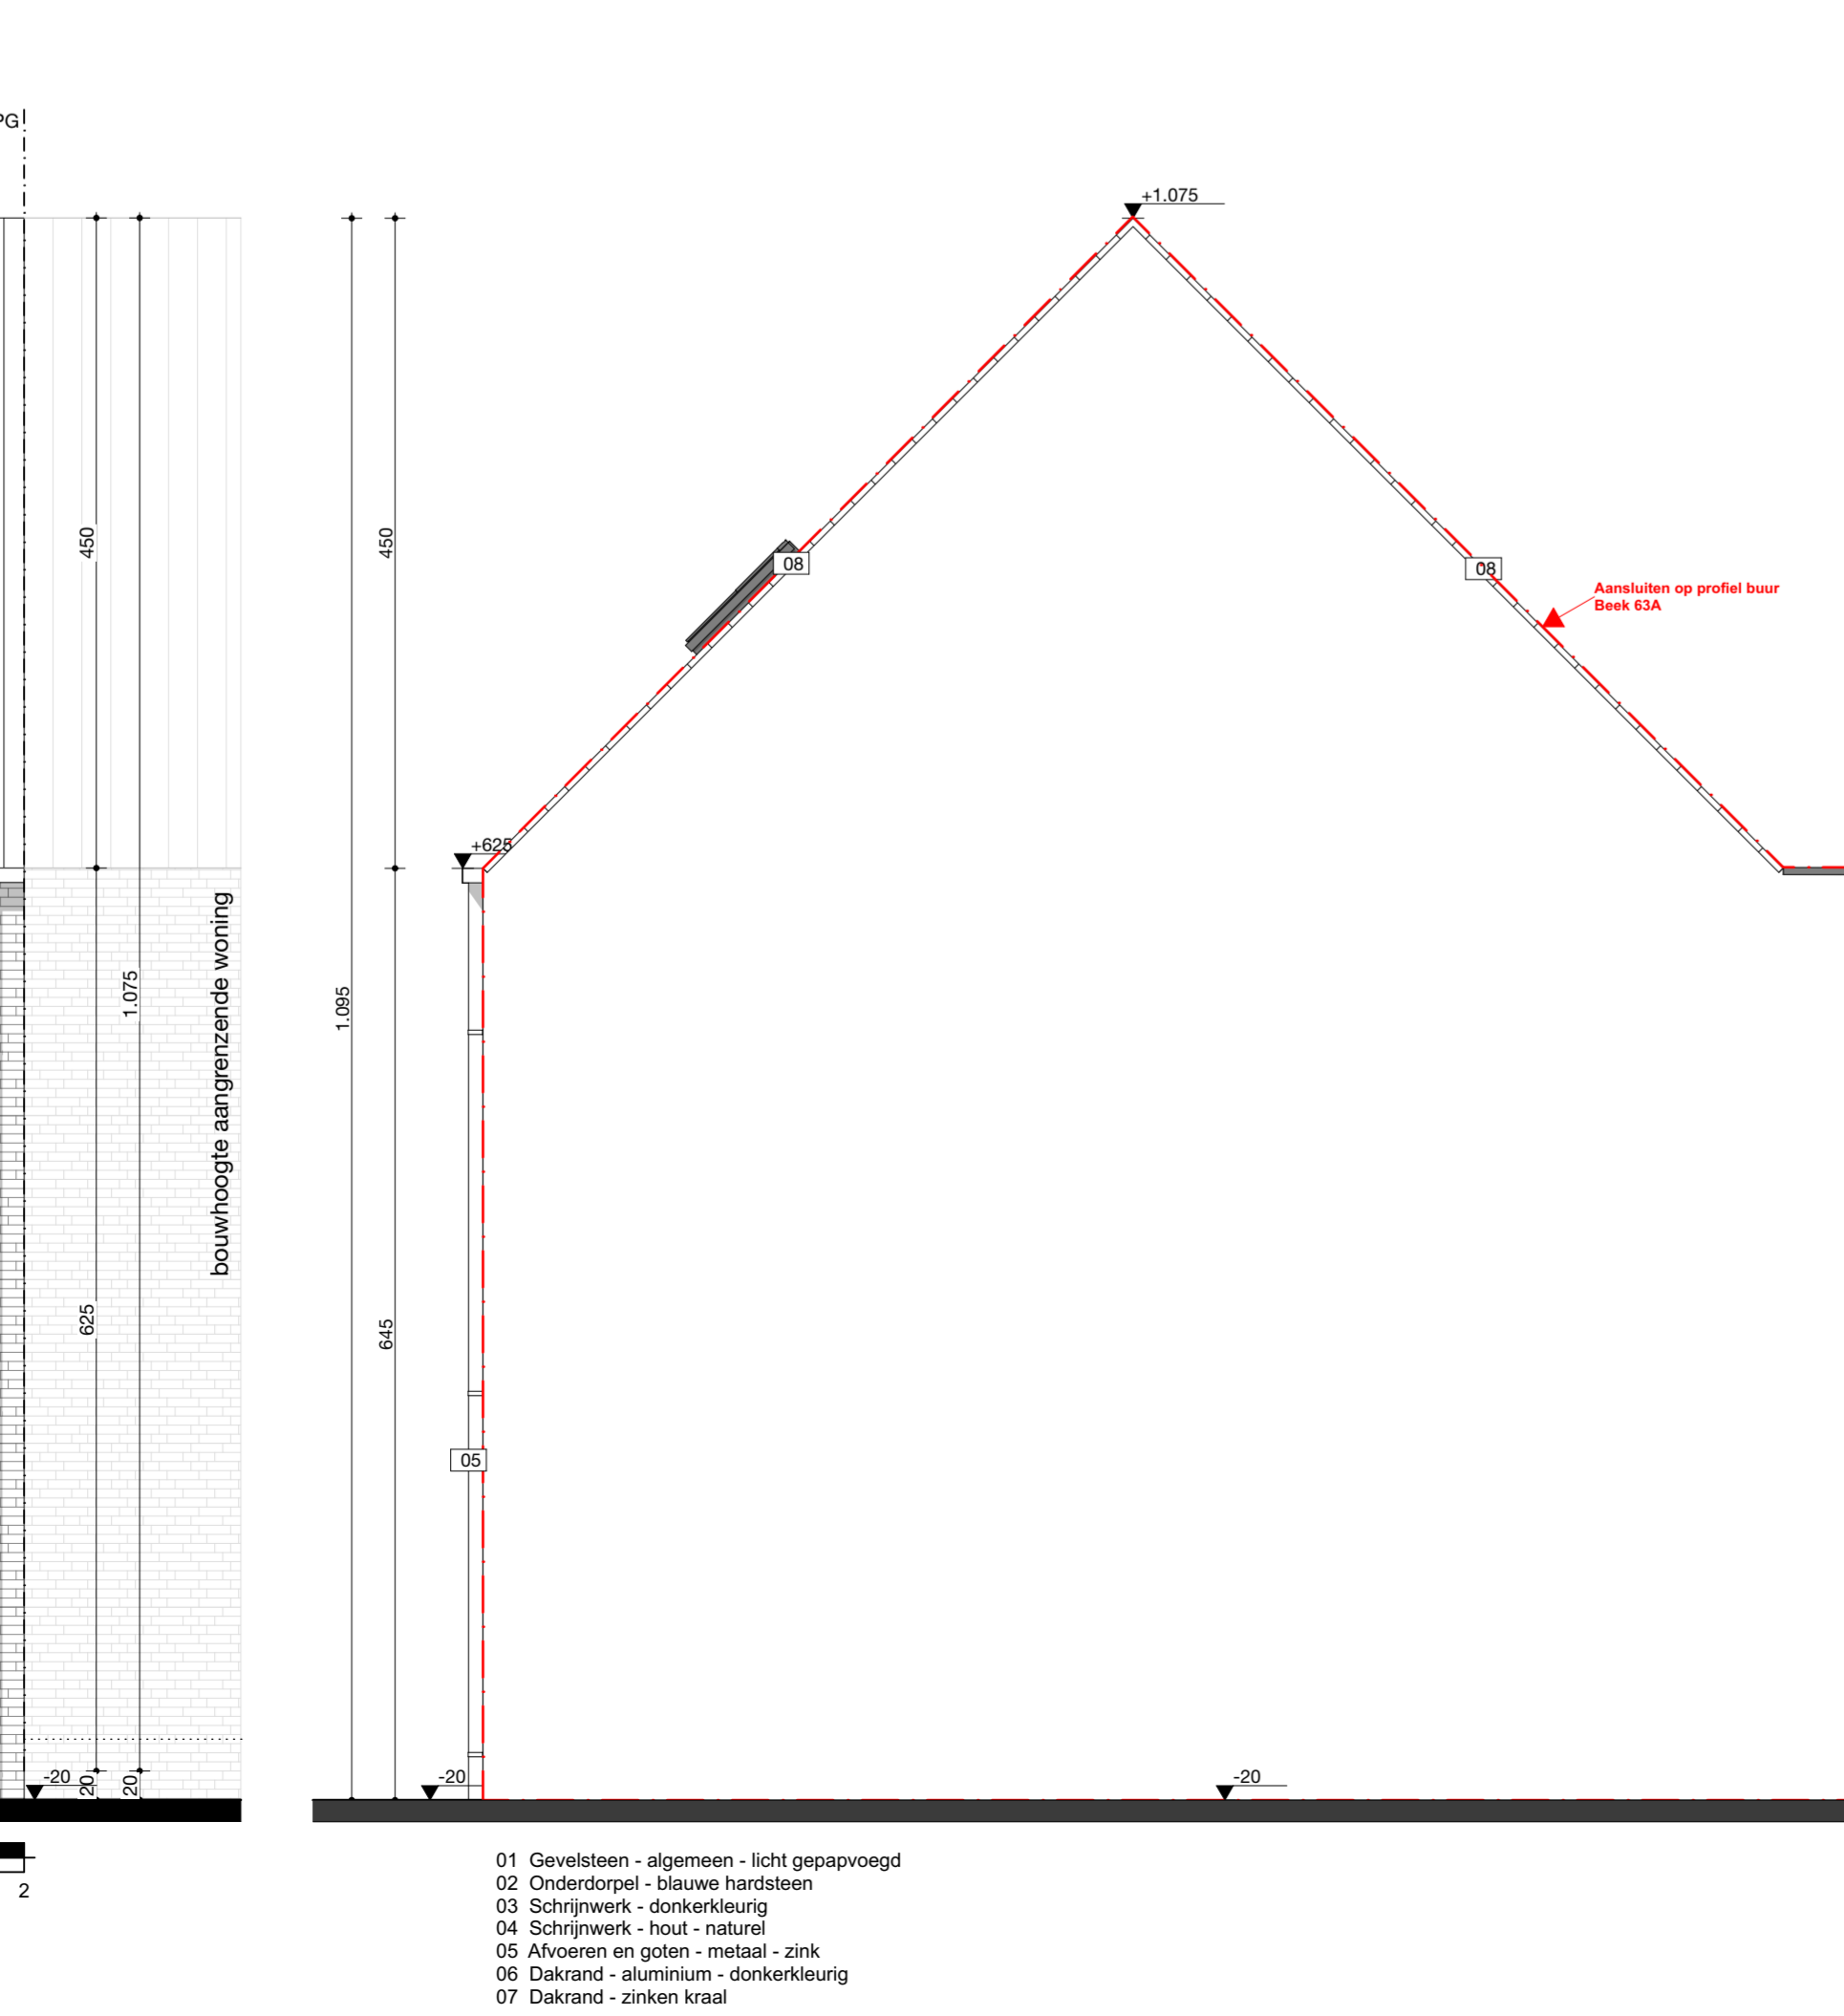 PG
+1.075
450
450
08
08
Aansluiten op profiel buur
Beek 63A
+625
bouwhoogte aangrenzende woning
1.075
1.095
625
645
05
-20
20
20
-20
-20
2
01 Gevelsteen - algemeen - licht gepapvoegd
02 Onderdorpel - blauwe hardsteen
03 Schrijnwerk - donkerkleurig
04 Schrijnwerk - hout - naturel
05 Afvoeren en goten - metaal - zink
06 Dakrand - aluminium - donkerkleurig
07 Dakrand - zinken kraal